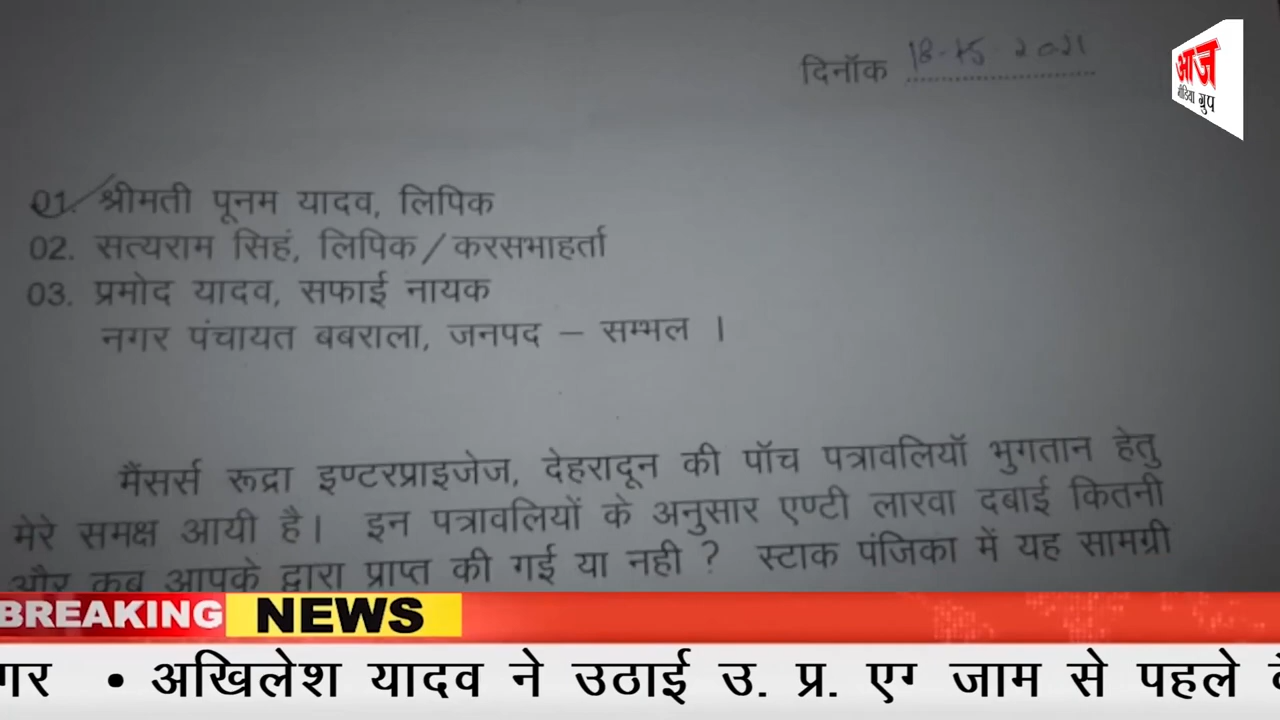 दिनॉक 18-5-2021
आज
मीडिया ग्रुप
01. श्रीमती पूनम यादव, लिपिक
02. सत्यराम सिहं, लिपिक / करसभाहर्ता
03. प्रमोद यादव, सफाई नायक
नगर पंचायत बबराला, जनपद – सम्भल ।
मैंसर्स रूद्रा इण्टरप्राइजेज, देहरादून की पॉच पत्रावलियॉ भुगतान हेतु
मेरे समक्ष आयी है। इन पत्रावलियों के अनुसार एण्टी लारवा दबाई कितनी
और कब आपके द्वारा प्राप्त की गई या नही ? स्टाक पंजिका में यह सामग्री
BREAKING NEWS
गर • अखिलेश यादव ने उठाई उ. प्र. एग्जाम से पहले